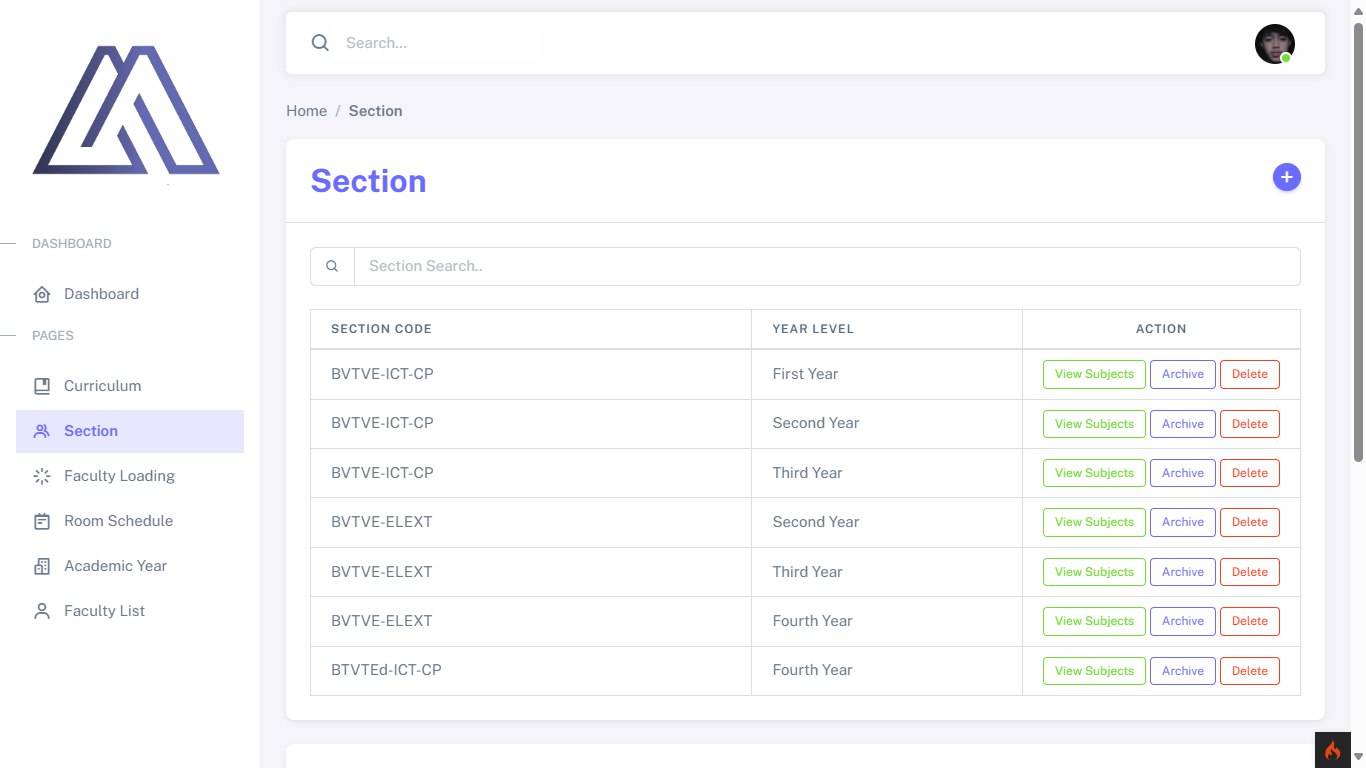 Search...
Home / Section
Section
+
DASHBOARD
Dashboard
PAGES
Curriculum
Section
Faculty Loading
Room Schedule
Academic Year
Faculty List
Section Search..
SECTION CODE YEAR LEVEL ACTION
BVTVE-ICT-CP First Year View Subjects Archive Delete
BVTVE-ICT-CP Second Year View Subjects Archive Delete
BVTVE-ICT-CP Third Year View Subjects Archive Delete
BVTVE-ELEXT Second Year View Subjects Archive Delete
BVTVE-ELEXT Third Year View Subjects Archive Delete
BVTVE-ELEXT Fourth Year View Subjects Archive Delete
BTVTEd-ICT-CP Fourth Year View Subjects Archive Delete